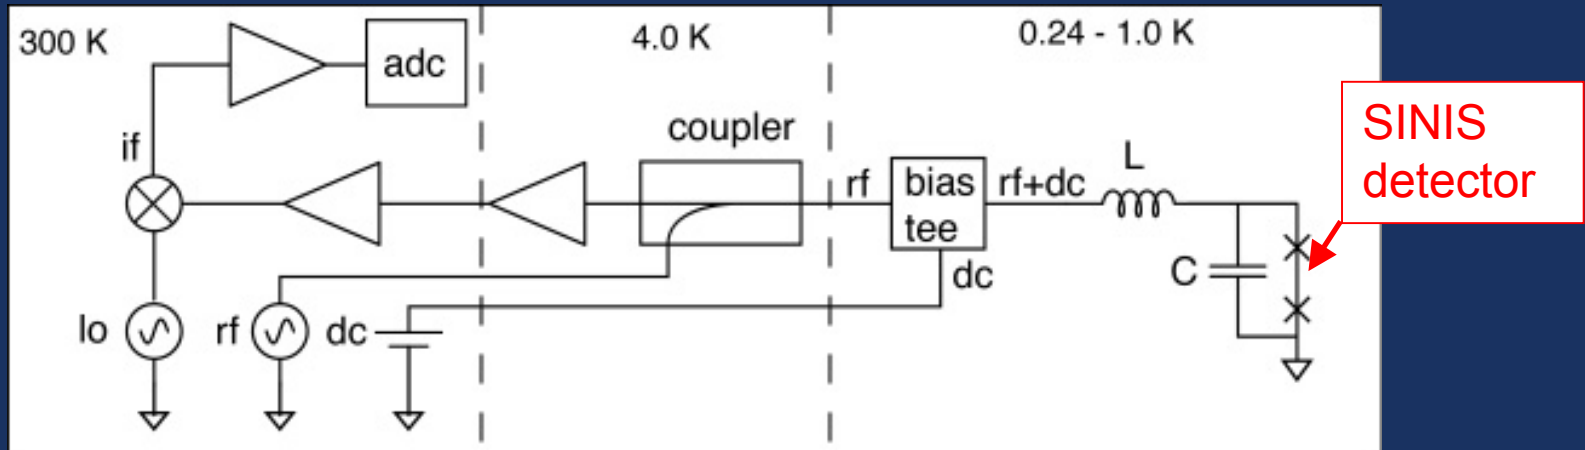 300 K
4.0 K
0.24 - 1.0 K
adc
SINIS
detector
coupler
if
L
rf
bias
tee
rf+dc
C
dc
lo
rf
dc